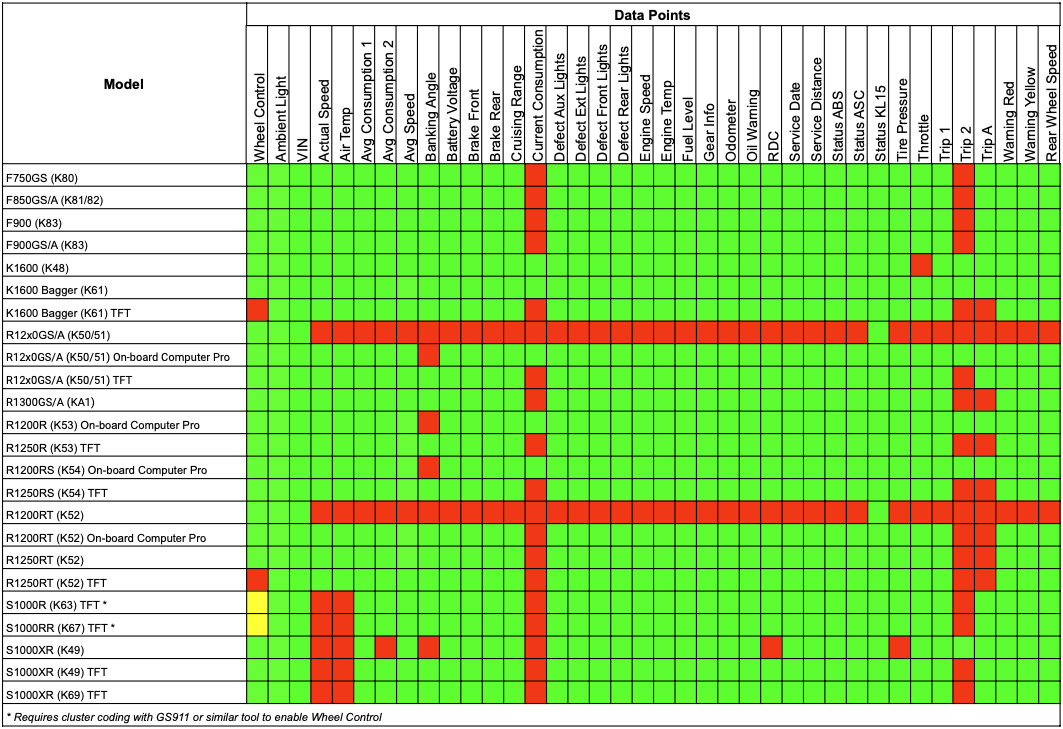 Data Points
Model
Wheel Control
Ambient Light
VIN
Actual Speed
Air Temp
Avg Consumption 1
Avg Consumption 2
Avg Speed
Banking Angle
Battery Voltage
Brake Front
Brake Rear
Cruising Range
Current Consumption
Defect Aux Lights
Defect Ext Lights
Defect Front Lights
Defect Rear Lights
Engine Speed
Engine Temp
Fuel Level
Gear Info
Odometer
Oil Warning
RDC
Service Date
Service Distance
Status ABS
Status ASC
Status KL15
Tire Pressure
Throttle
Trip 1
Trip 2
Trip A
Warning Red
Warning Yellow
Rear Wheel Speed
F750GS (K80)
F850GS/A (K81/82)
F900 (K83)
F900GS/A (K83)
K1600 (K48)
K1600 Bagger (K61)
K1600 Bagger (K61) TFT
R12x0GS/A (K50/51)
R12x0GS/A (K50/51) On-board Computer Pro
R12x0GS/A (K50/51) TFT
R1300GS/A (KA1)
R1200R (K53) On-board Computer Pro
R1250R (K53) TFT
R1200RS (K54) On-board Computer Pro
R1250RS (K54) TFT
R1200RT (K52)
R1200RT (K52) On-board Computer Pro
R1250RT (K52)
R1250RT (K52) TFT
S1000R (K63) TFT *
S1000RR (K67) TFT *
S1000XR (K49)
S1000XR (K49) TFT
S1000XR (K69) TFT
* Requires cluster coding with GS911 or similar tool to enable Wheel Control